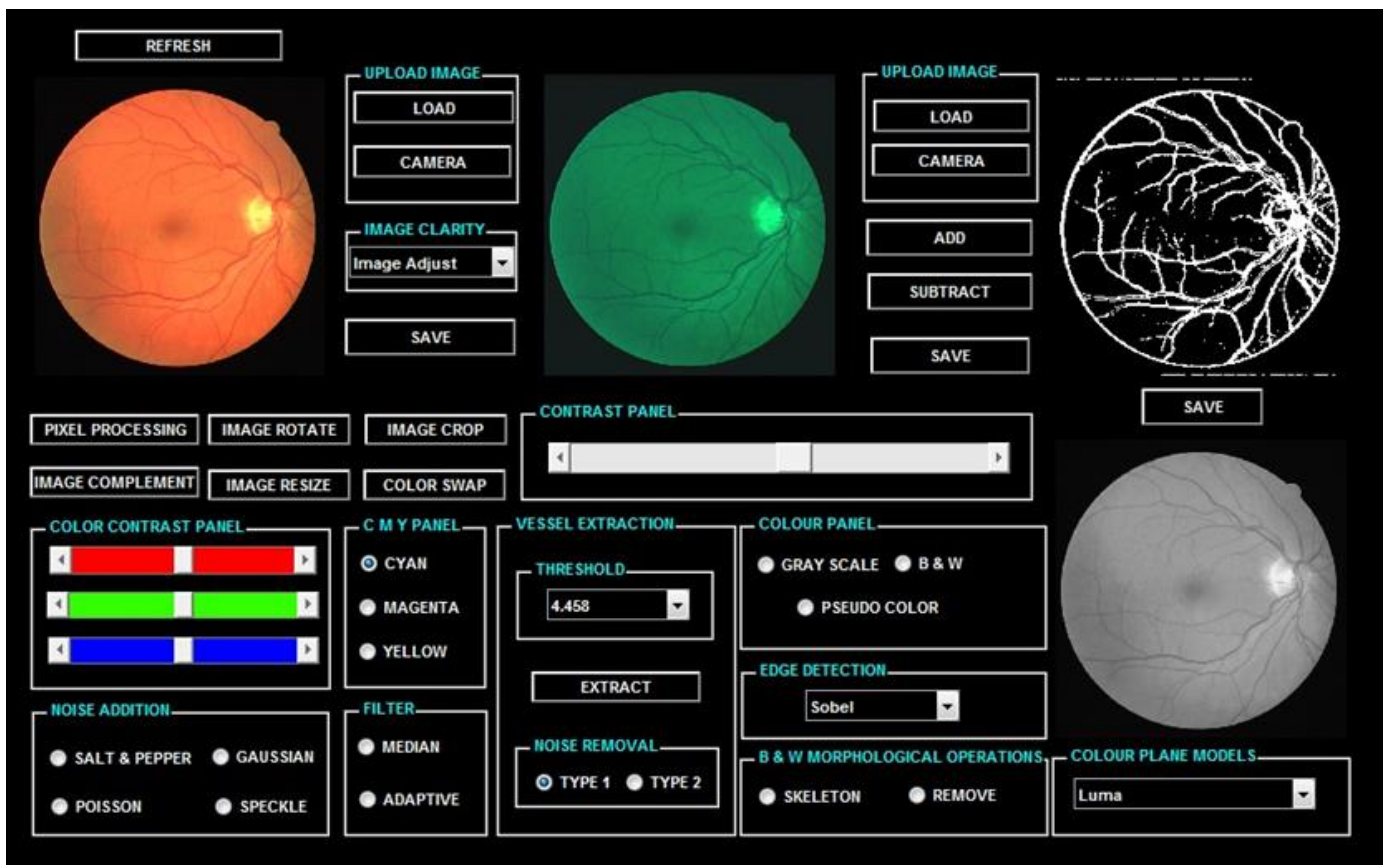 REFRESH
UPLOAD IMAGE
LOAD
CAMERA
IMAGE CLARITY
Image Adjust
SAVE
UPLOAD IMAGE
LOAD
CAMERA
ADD
SUBTRACT
SAVE
SAVE
PIXEL PROCESSING
IMAGE ROTATE
IMAGE CROP
IMAGE COMPLEMENT
IMAGE RESIZE
COLOR SWAP
CONTRAST PANEL
COLOR CONTRAST PANEL
C M Y PANEL
CYAN
MAGENTA
YELLOW
VESSEL EXTRACTION
THRESHOLD
4.458
EXTRACT
NOISE REMOVAL
TYPE 1
TYPE 2
COLOUR PANEL
GRAY SCALE
B & W
PSEUDO COLOR
EDGE DETECTION
Sobel
NOISE ADDITION
SALT & PEPPER
GAUSSIAN
POISSON
SPECKLE
FILTER
MEDIAN
ADAPTIVE
B & W MORPHOLOGICAL OPERATIONS
SKELETON
REMOVE
COLOUR PLANE MODELS
Luma